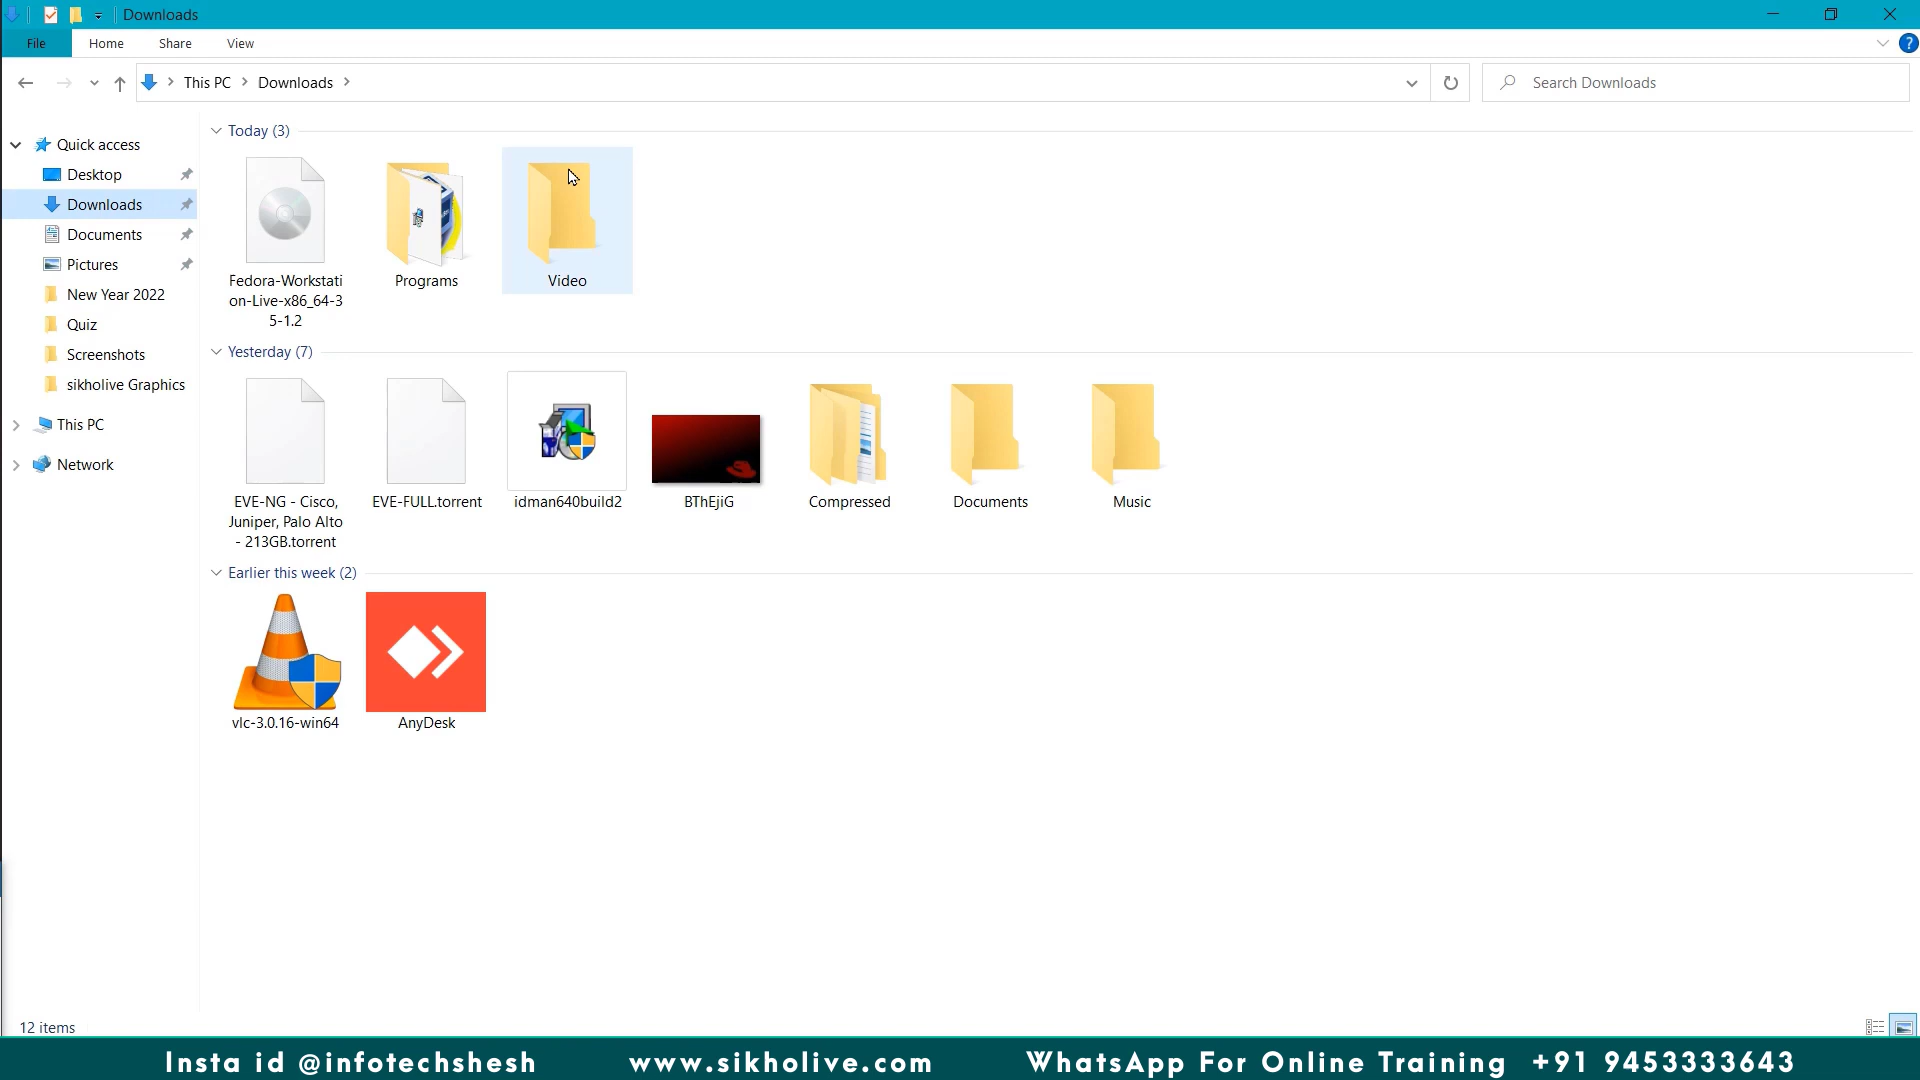 Downloads
File Home Share View
This PC Downloads
Search Downloads
Quick access
Desktop
Downloads
Documents
Pictures
New Year 2022
Quiz
Screenshots
sikholive Graphics
This PC
Network
Today (3)
Fedora-Workstati
on-Live-x86_64-3
5-1.2
Programs
Video
Yesterday (7)
EVE-NG - Cisco,
Juniper, Palo Alto
- 213GB.torrent
EVE-FULL.torrent
idman640build2
BThEjiG
Compressed
Documents
Music
Earlier this week (2)
vlc-3.0.16-win64
AnyDesk
12 items
Insta id @infotechshesh www.sikholive.com WhatsApp For Online Training +91 9453333643